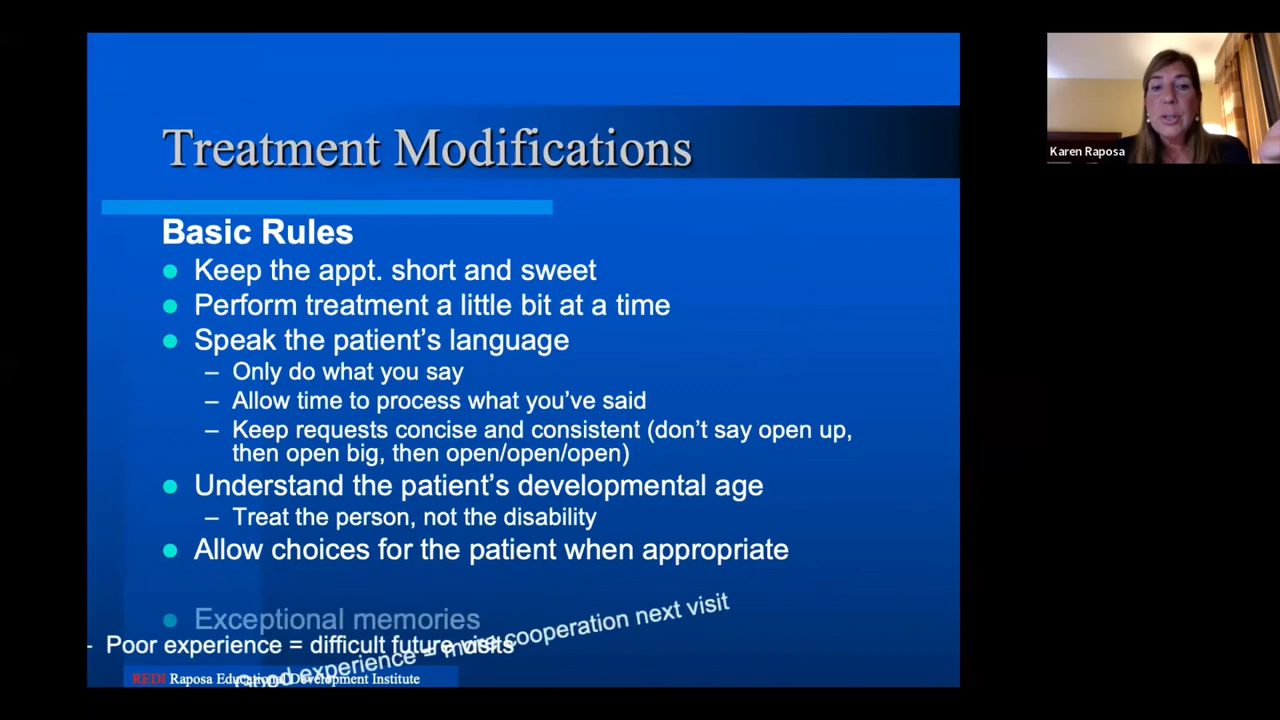 Treatment Modifications
Karen Raposa
Basic Rules
Keep the appt. short and sweet
Perform treatment a little bit at a time
Speak the patient's language
– Only do what you say
– Allow time to process what you've said
– Keep requests concise and consistent (don't say open up,
then open big, then open/open/open)
Understand the patient's developmental age
– Treat the person, not the disability
Allow choices for the patient when appropriate
Exceptional memories
- Poor experience = difficult future visits
Good experience = more cooperation next visit
REDI Raposa Educational Development Institute